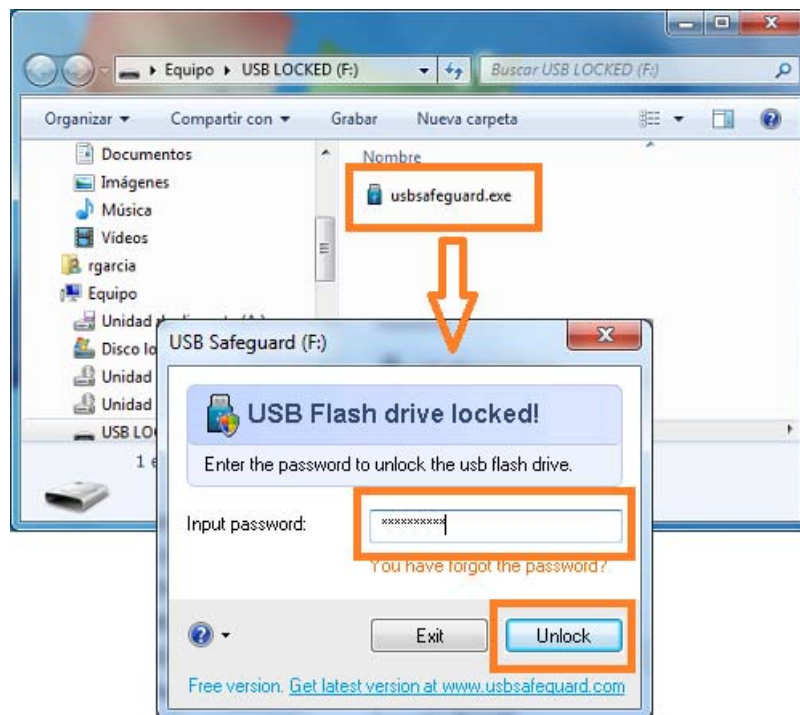 Equipo ▸ USB LOCKED (F:)
Buscar USB LOCKED (F:)
Organizar
Compartir con
Grabar
Nueva carpeta
Documentos
Imágenes
Música
Vídeos
rgarcia
Equipo
Unidad
Disco lo
Unidad
Unidad
USB LO
Nombre
usbsafeguard.exe
1 e
USB Safeguard (F:)
USB Flash drive locked!
Enter the password to unlock the usb flash drive.
Input password: **********
You have forgot the password?
Exit
Unlock
Free version. Get latest version at www.usbsafeguard.com